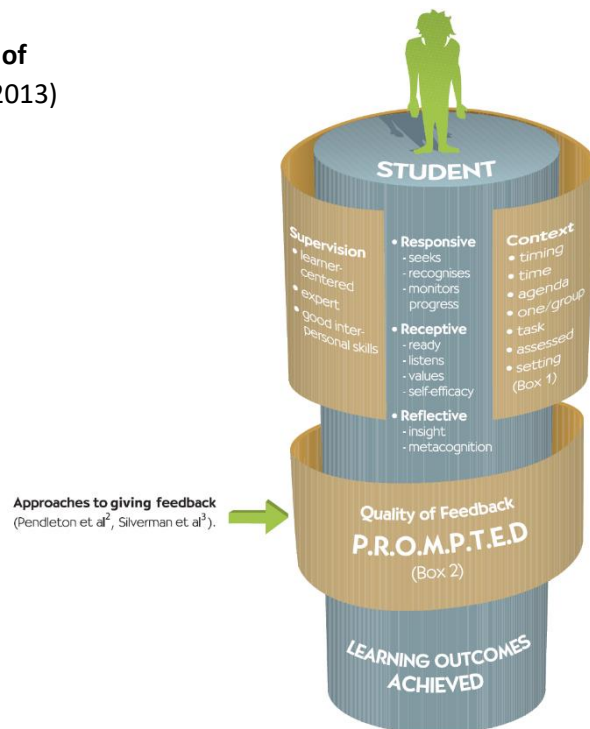 of
2013)
STUDENT
Supervision
• learner-
centered
• expert
• good inter-
personal skills
• Responsive
- seeks
- recognises
- monitors
progress
• Receptive
- ready
- listens
- values
- self-efficacy
• Reflective
- insight
- metacognition
Context
• timing
• time
• agenda
• one/group
• task
• assessed
• setting
(Box 1)
Approaches to giving feedback
(Pendleton et al², Silverman et al³).
Quality of Feedback
P.R.O.M.P.T.E.D
(Box 2)
LEARNING OUTCOMES
ACHIEVED